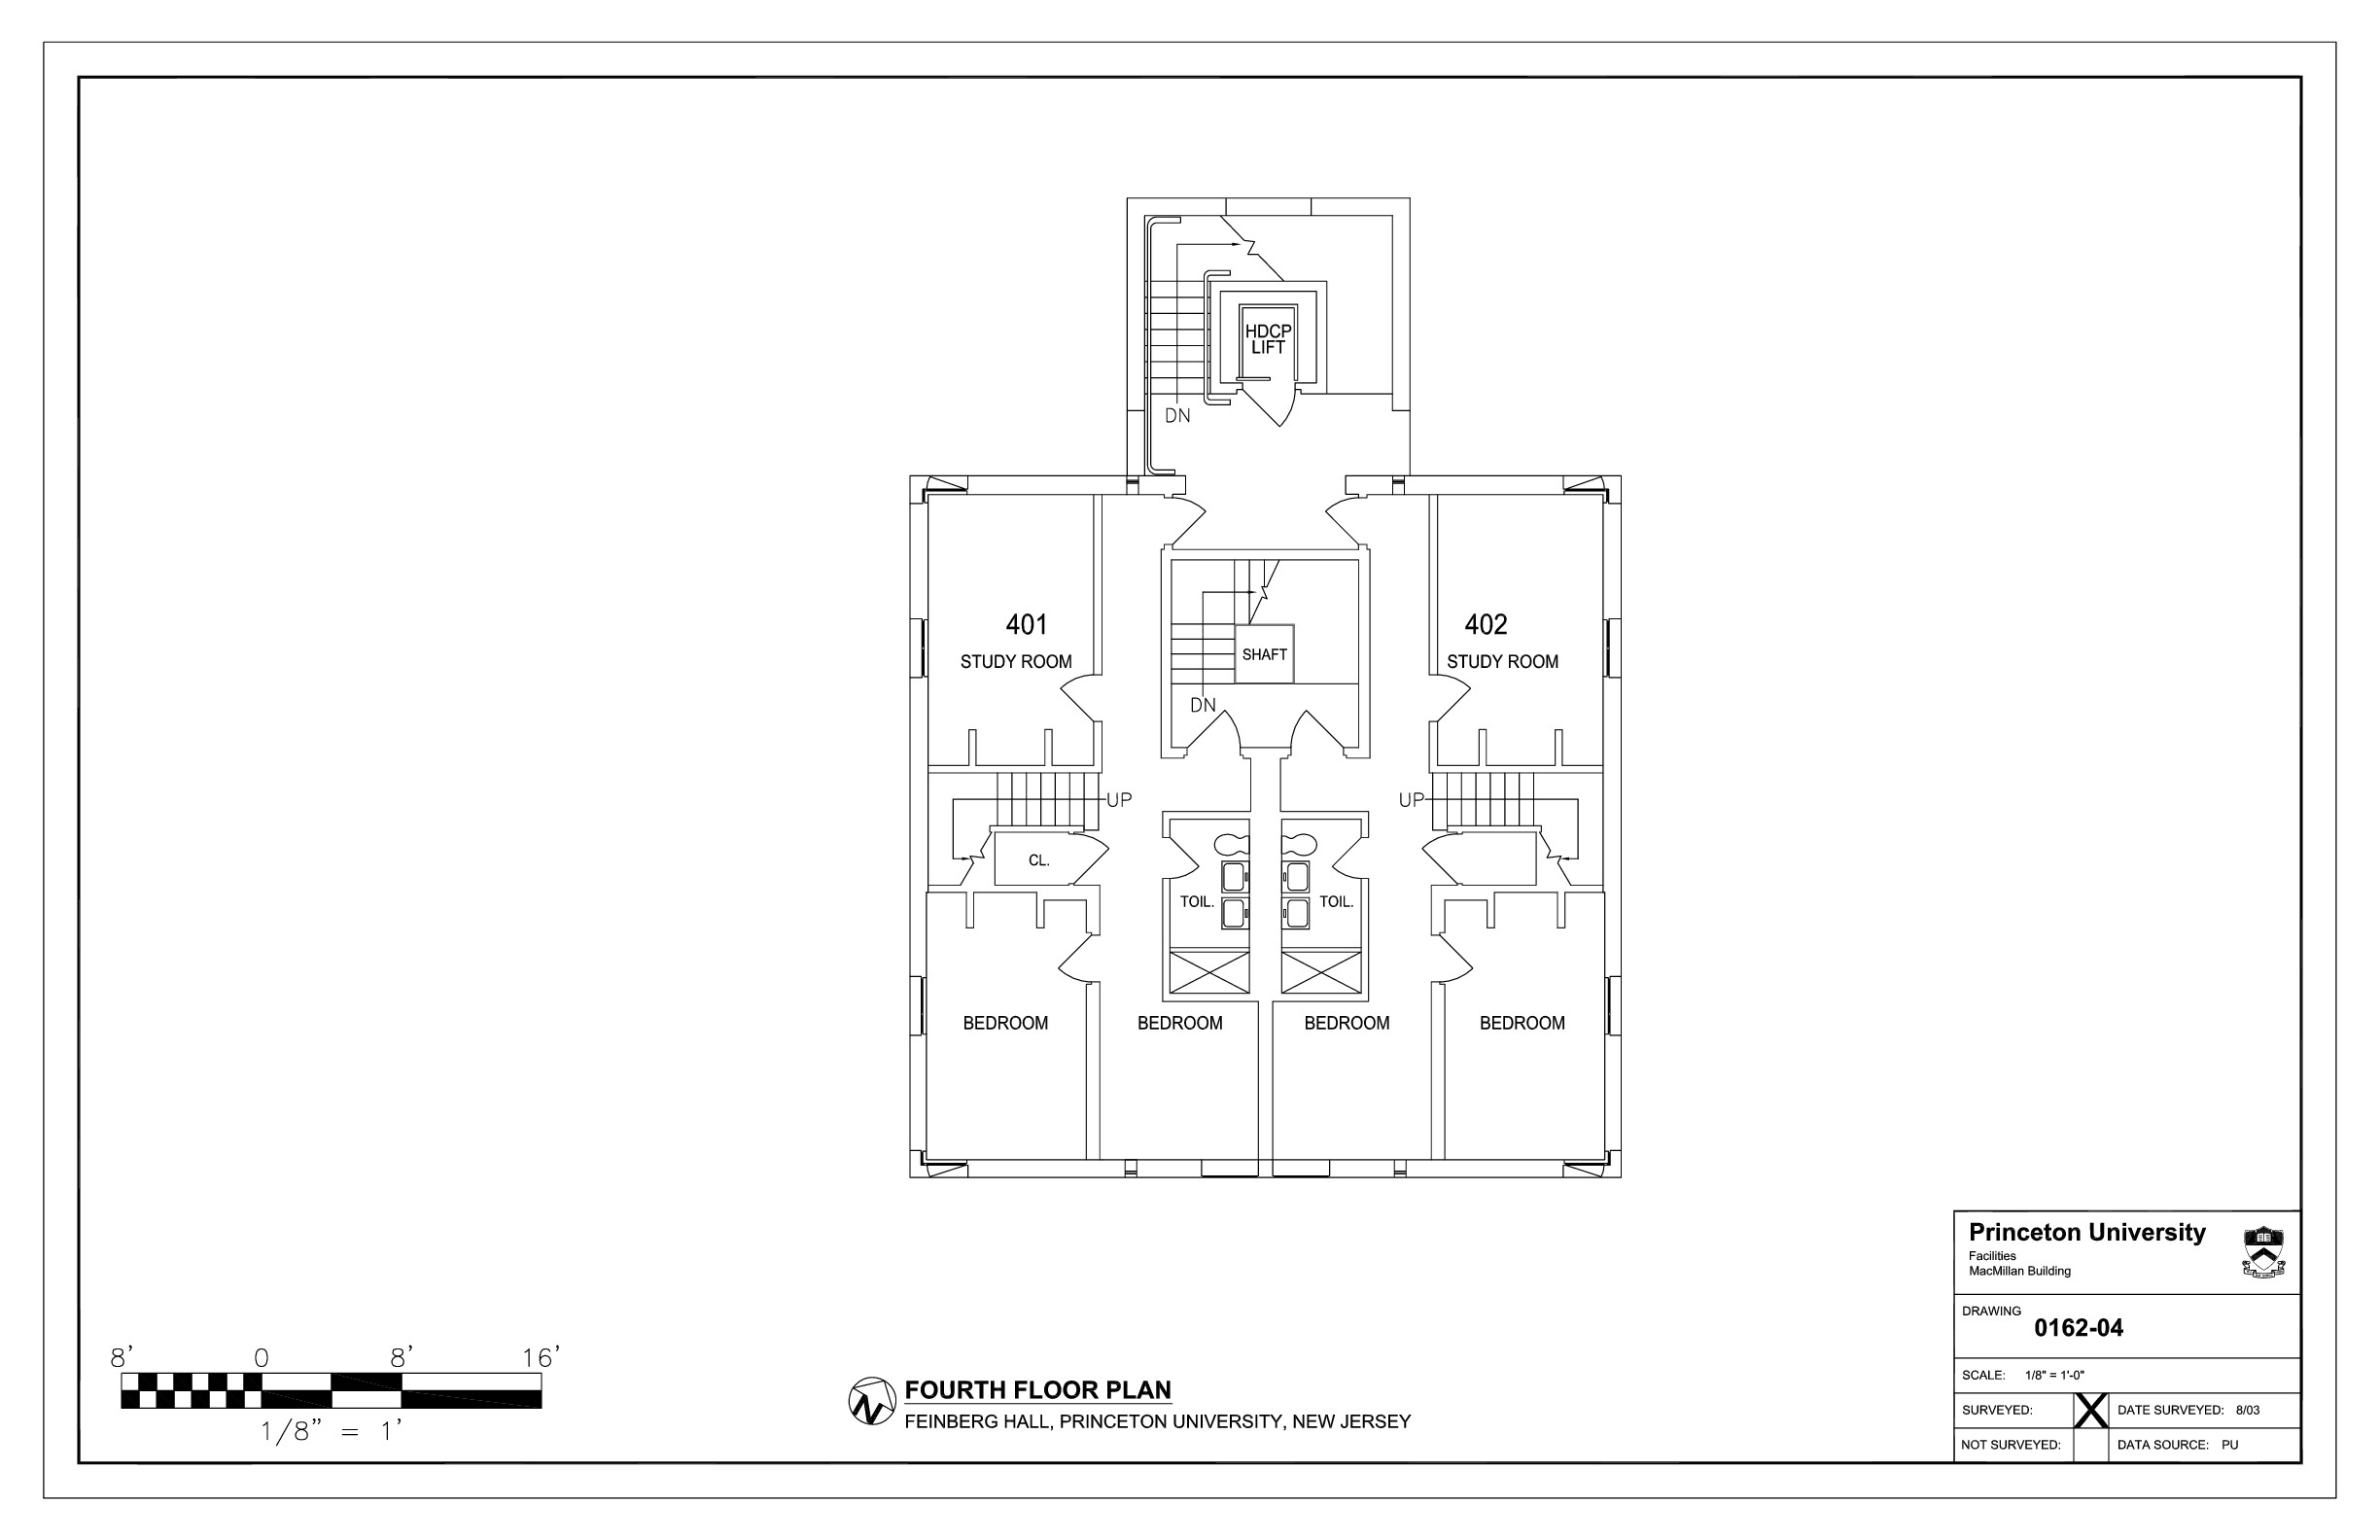 HDCP
LIFT
DN
401
STUDY ROOM
402
STUDY ROOM
SHAFT
DN
UP
UP
CL.
TOIL.
TOIL.
BEDROOM
BEDROOM
BEDROOM
BEDROOM
Princeton University
Facilities
MacMillan Building
DRAWING
0162-04
SCALE: 1/8" = 1'-0"
SURVEYED: X DATE SURVEYED: 8/03
NOT SURVEYED: DATA SOURCE: PU
8' 0 8' 16'
1/8" = 1'
N
FOURTH FLOOR PLAN
FEINBERG HALL, PRINCETON UNIVERSITY, NEW JERSEY